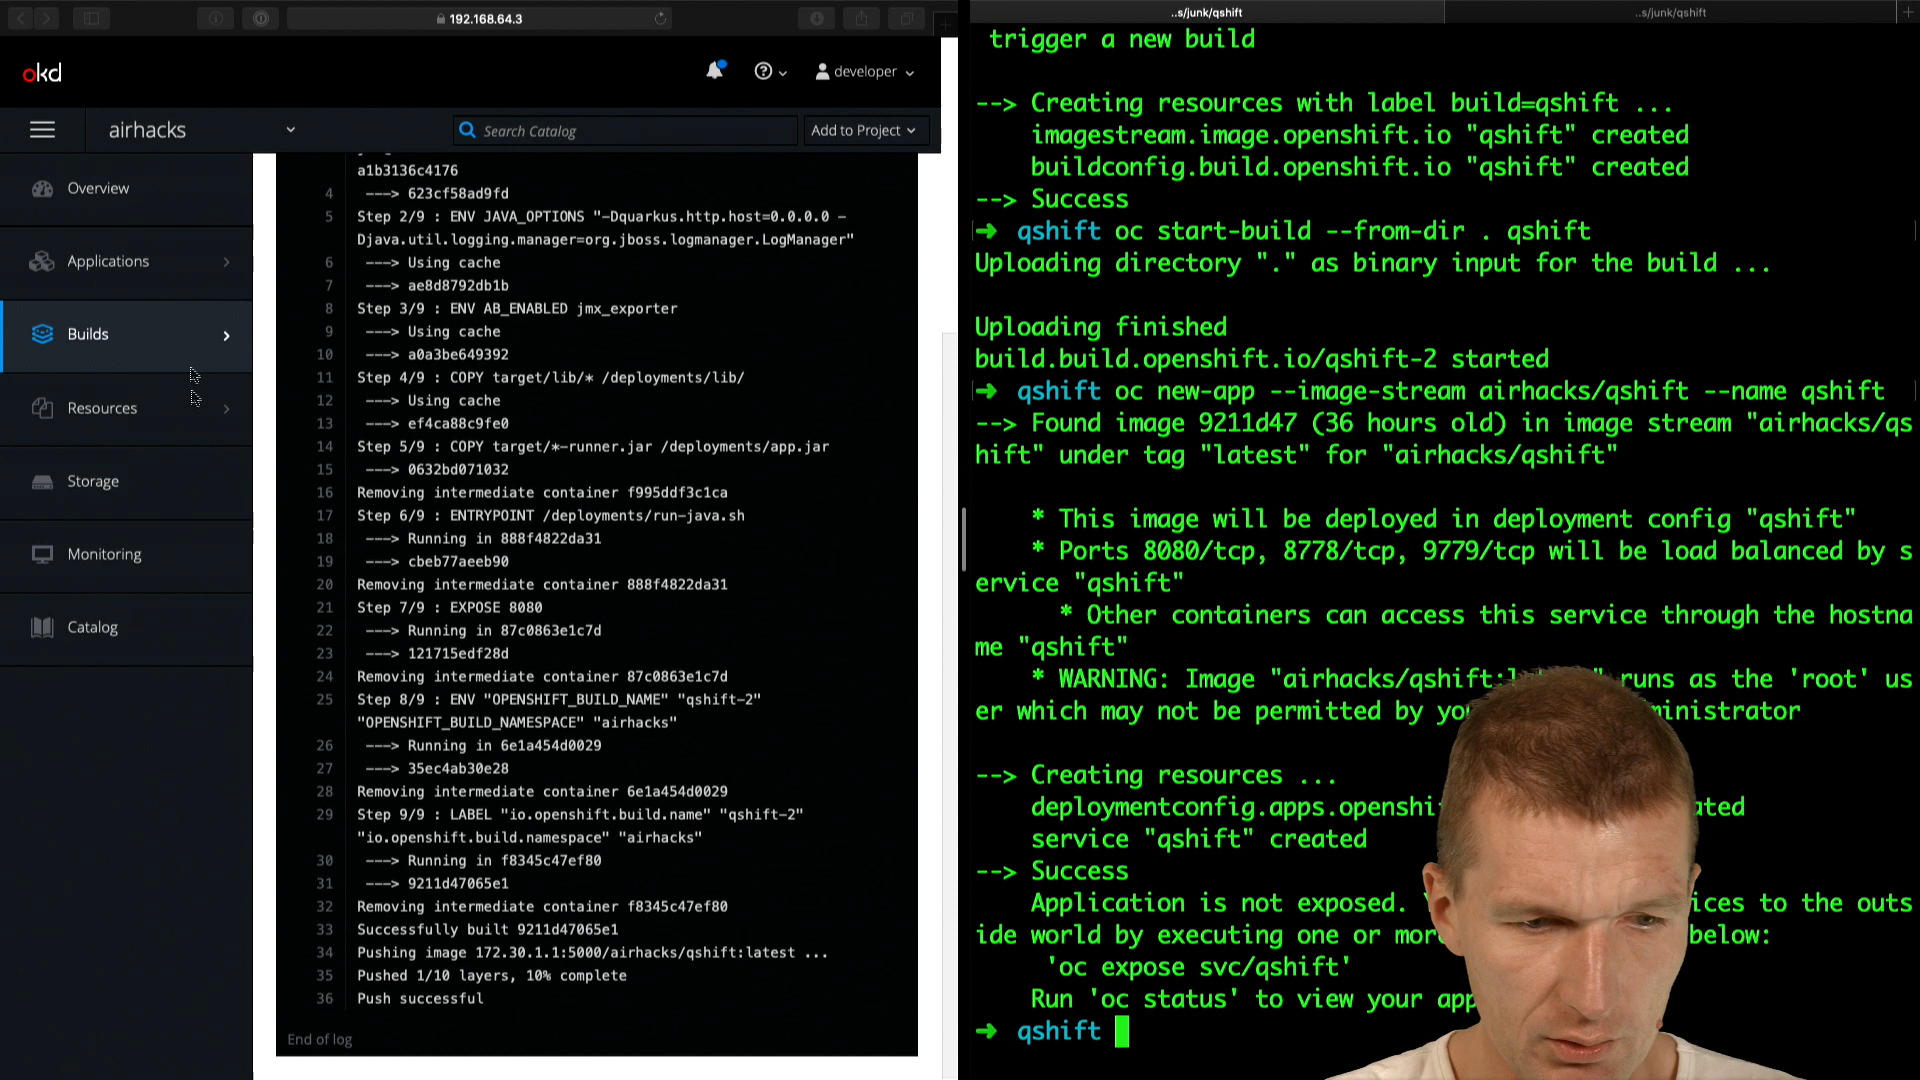 192.168.64.3
okd
developer
airhacks
Search Catalog
Add to Project
Overview
Applications
Builds
Resources
Storage
Monitoring
Catalog
a1b3136c4176
4 ---> 623cf58ad9fd
5 Step 2/9 : ENV JAVA_OPTIONS "-Dquarkus.http.host=0.0.0.0 -
Djava.util.logging.manager=org.jboss.logmanager.LogManager"
6 ---> Using cache
7 ---> ae8d8792db1b
8 Step 3/9 : ENV AB_ENABLED jmx_exporter
9 ---> Using cache
10 ---> a0a3be649392
11 Step 4/9 : COPY target/lib/* /deployments/lib/
12 ---> Using cache
13 ---> ef4ca88c9fe0
14 Step 5/9 : COPY target/*-runner.jar /deployments/app.jar
15 ---> 0632bd071032
16 Removing intermediate container f995ddf3c1ca
17 Step 6/9 : ENTRYPOINT /deployments/run-java.sh
18 ---> Running in 888f4822da31
19 ---> cbeb77aeeb90
20 Removing intermediate container 888f4822da31
21 Step 7/9 : EXPOSE 8080
22 ---> Running in 87c0863e1c7d
23 ---> 121715edf28d
24 Removing intermediate container 87c0863e1c7d
25 Step 8/9 : ENV "OPENSHIFT_BUILD_NAME" "qshift-2"
"OPENSHIFT_BUILD_NAMESPACE" "airhacks"
26 ---> Running in 6e1a454d0029
27 ---> 35ec4ab30e28
28 Removing intermediate container 6e1a454d0029
29 Step 9/9 : LABEL "io.openshift.build.name" "qshift-2"
"io.openshift.build.namespace" "airhacks"
30 ---> Running in f8345c47ef80
31 ---> 9211d47065e1
32 Removing intermediate container f8345c47ef80
33 Successfully built 9211d47065e1
34 Pushing image 172.30.1.1:5000/airhacks/qshift:latest ...
35 Pushed 1/10 layers, 10% complete
36 Push successful
End of log
..s/junk/qshift
..s/junk/qshift
trigger a new build
--> Creating resources with label build=qshift ...
imagestream.image.openshift.io "qshift" created
buildconfig.build.openshift.io "qshift" created
--> Success
➜ qshift oc start-build --from-dir . qshift
Uploading directory "." as binary input for the build ...
Uploading finished
build.build.openshift.io/qshift-2 started
➜ qshift oc new-app --image-stream airhacks/qshift --name qshift
--> Found image 9211d47 (36 hours old) in image stream "airhacks/qs
hift" under tag "latest" for "airhacks/qshift"
* This image will be deployed in deployment config "qshift"
* Ports 8080/tcp, 8778/tcp, 9779/tcp will be load balanced by s
ervice "qshift"
* Other containers can access this service through the hostna
me "qshift"
* WARNING: Image "airhacks/qshift:l " runs as the 'root' us
er which may not be permitted by yo ministrator
--> Creating resources ...
deploymentconfig.apps.openshi ated
service "qshift" created
--> Success
Application is not exposed. ices to the outs
ide world by executing one or mor below:
'oc expose svc/qshift'
Run 'oc status' to view your app
➜ qshift